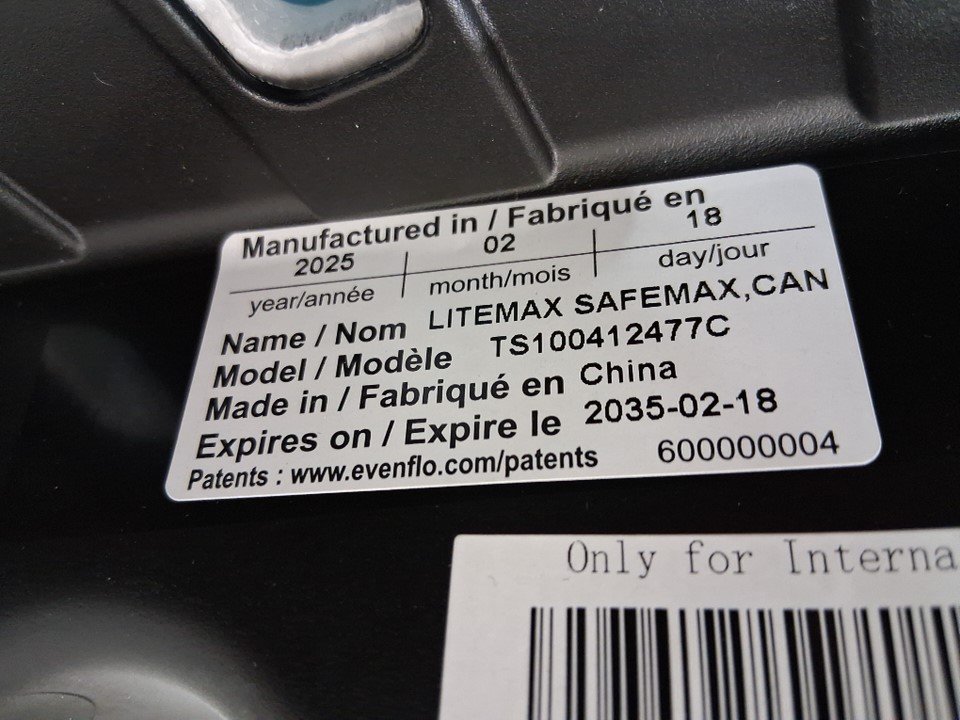 Manufactured in / Fabriqué en
2025 02 18
year/année month/mois day/jour
Name / Nom LITEMAX SAFEMAX,CAN
Model / Modèle TS100412477C
Made in / Fabriqué en China
Expires on / Expire le 2035-02-18
Patents : www.evenflo.com/patents 600000004
Only for Interna